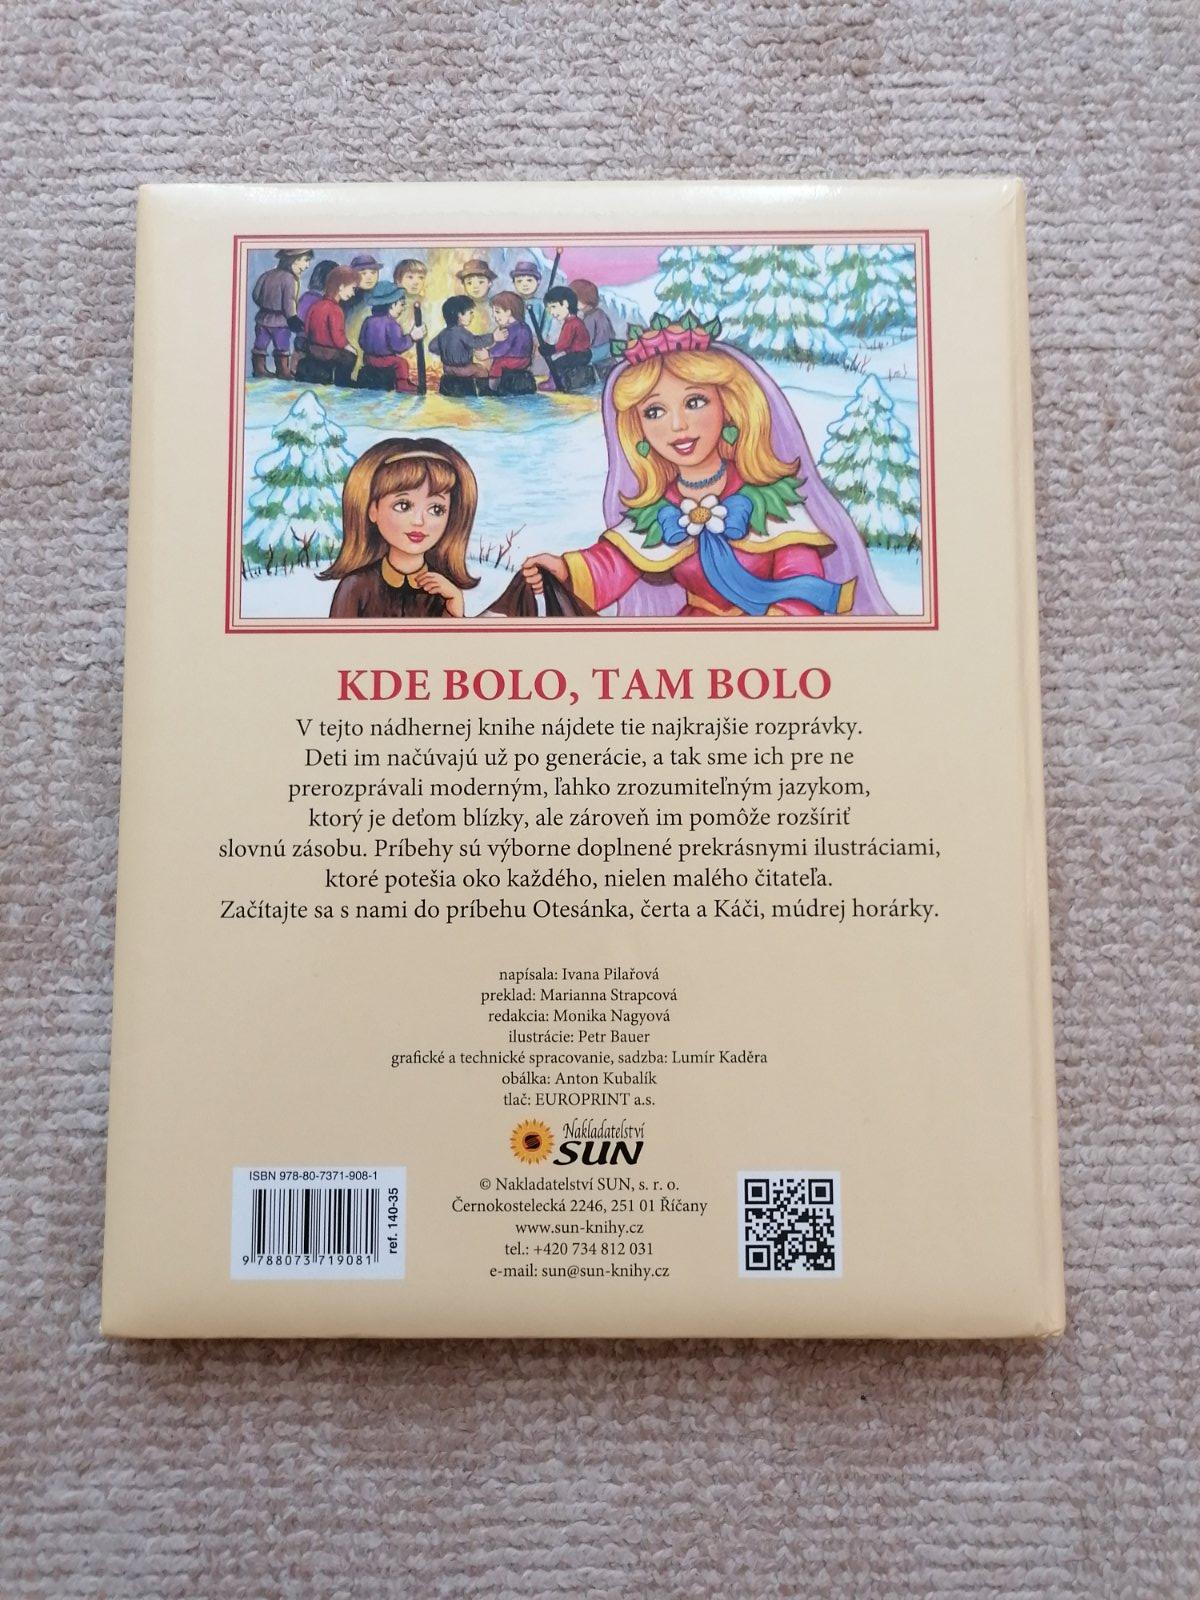 KDE BOLO, TAM BOLO
V tejto nádhernej knihe nájdete tie najkrajšie rozprávky.
Deti im načúvajú už po generácie, a tak sme ich pre ne
prerozprávali moderným, ľahko zrozumiteľným jazykom,
ktorý je deťom blízky, ale zároveň im pomôže rozšíriť
slovnú zásobu. Príbehy sú výborne doplnené prekrásnymi ilustráciami,
ktoré potešia oko každého, nielen malého čitateľa.
Začítajte sa s nami do príbehu Otesánka, čerta a Káči, múdrej horárky.
napísala: Ivana Pilařová
preklad: Marianna Strapcová
redakcia: Monika Nagyová
ilustrácie: Petr Bauer
grafické a technické spracovanie, sadzba: Lumír Kaděra
obálka: Anton Kubalík
tlač: EUROPRINT a.s.
Nakladatelství
SUN
© Nakladatelství SUN, s. r. o.
Černokostelecká 2246, 251 01 Říčany
www.sun-knihy.cz
tel.: +420 734 812 031
e-mail: sun@sun-knihy.cz
ISBN 978-80-7371-908-1
9 788073 719081
ref. 140-35